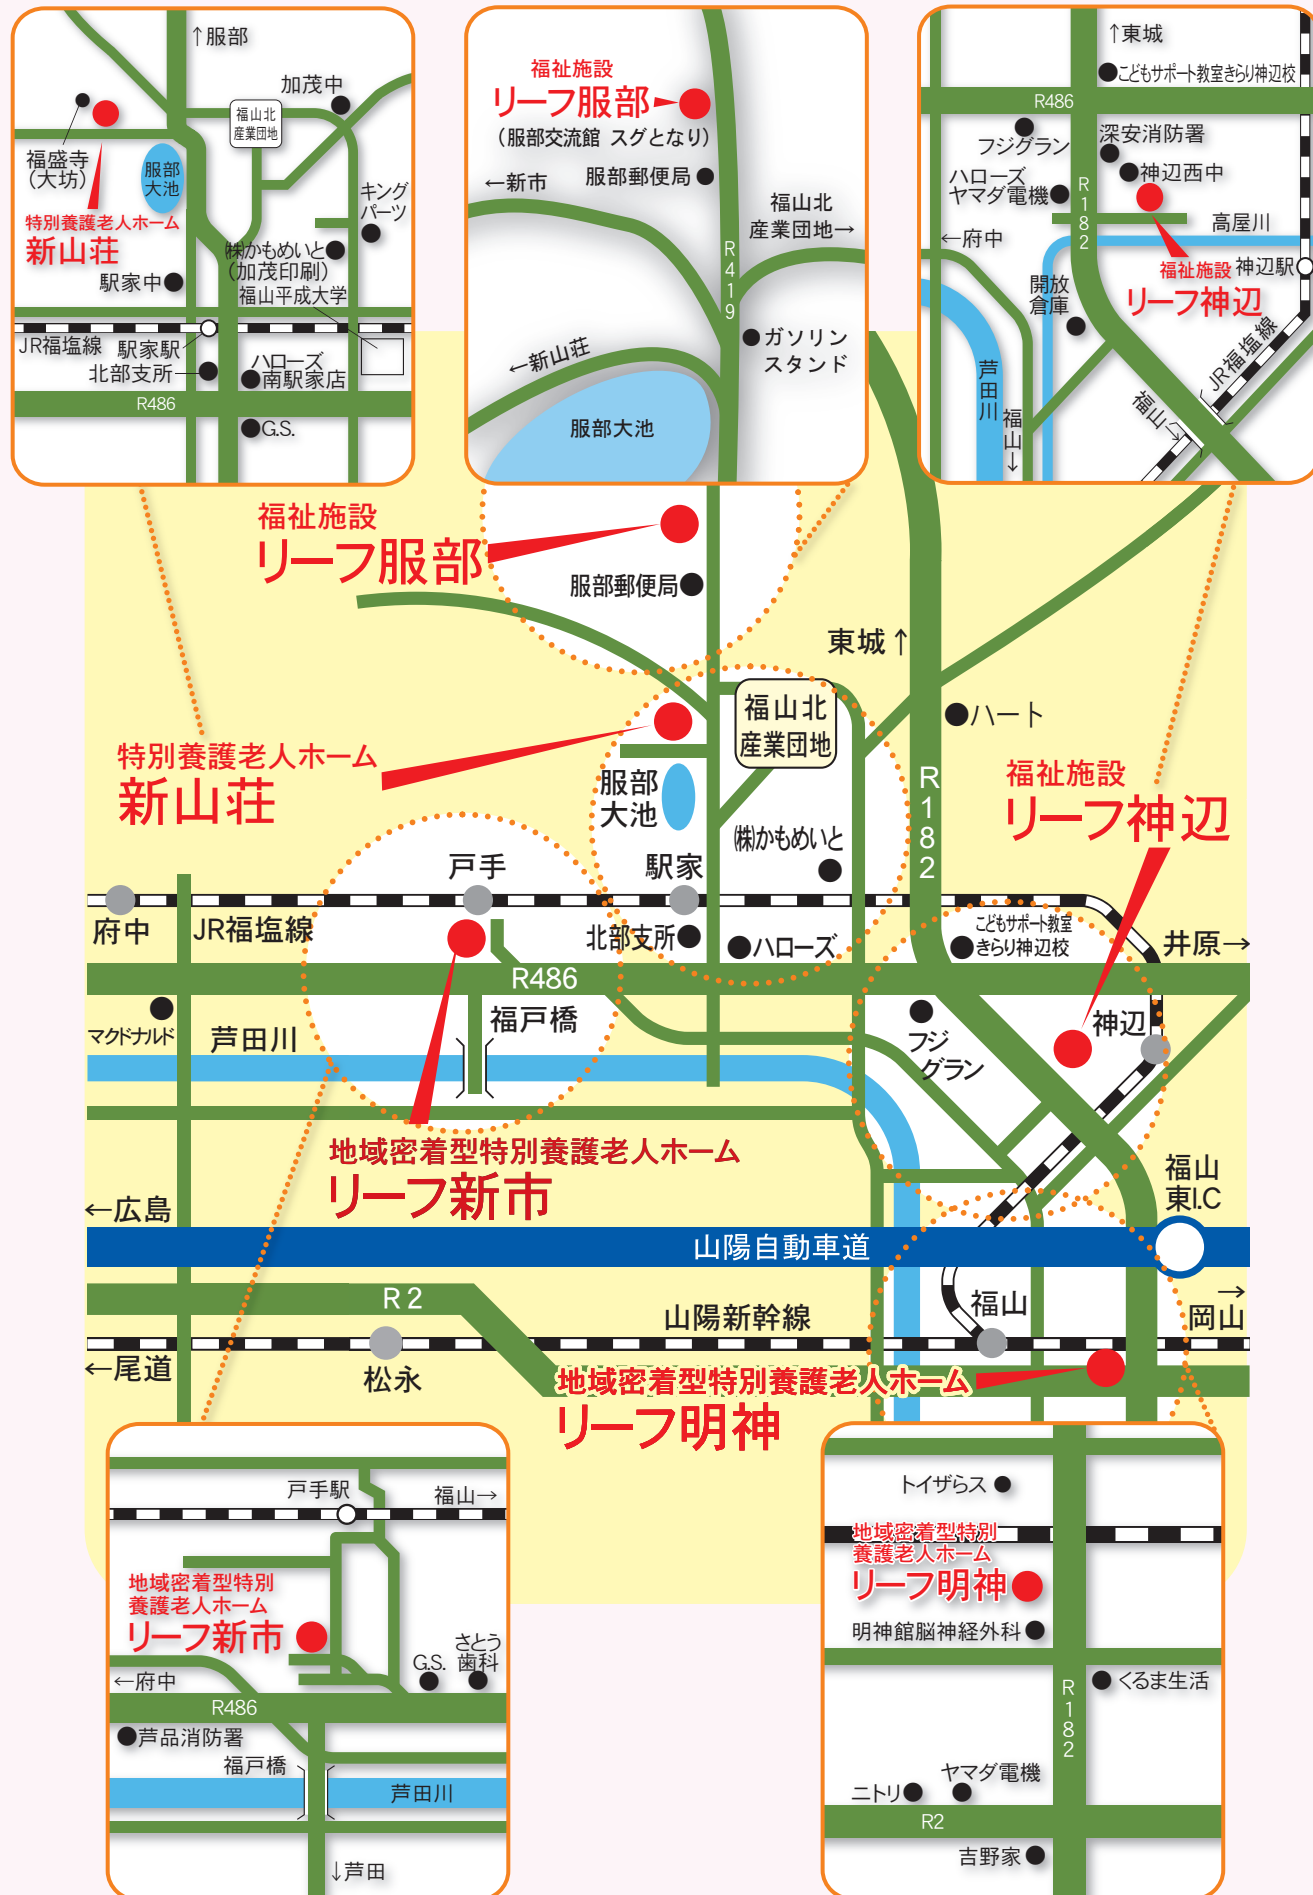 ↑服部
加茂中
福山北
産業団地
福盛寺
(大坊)
服部
大池
キング
パーツ
特別養護老人ホーム
新山荘
㈱かもめいと
(加茂印刷)
駅家中
福山平成大学
JR福塩線
駅家駅
北部支所
ハローズ
南駅家店
R486
G.S.
福祉施設
リーフ服部
(服部交流館 スグとなり)
←新市
服部郵便局
福山北
産業団地→
R419
ガソリン
スタンド
←新山荘
服部大池
↑東城
こどもサポート教室きらり神辺校
R486
フジグラン
深安消防署
ハローズ
ヤマダ電機
神辺西中
R182
高屋川
←府中
福祉施設
リーフ神辺
神辺駅
開放
倉庫
芦田川
福山↓
JR福塩線
福山→
福祉施設
リーフ服部
服部郵便局
東城↑
福山北
産業団地
ハート
特別養護老人ホーム
新山荘
服部
大池
R182
福祉施設
リーフ神辺
㈱かもめいと
戸手
駅家
府中
JR福塩線
北部支所
ハローズ
こどもサポート教室
きらり神辺校
井原→
R486
マクドナルド
芦田川
福戸橋
フジ
グラン
神辺
地域密着型特別養護老人ホーム
リーフ新市
福山
東I.C
←広島
山陽自動車道
R2
山陽新幹線
福山
→
岡山
←尾道
松永
地域密着型特別養護老人ホーム
リーフ明神
戸手駅
福山→
地域密着型特別
養護老人ホーム
リーフ新市
G.S.
さとう
歯科
←府中
R486
芦品消防署
福戸橋
芦田川
↓芦田
トイザらス
地域密着型特別
養護老人ホーム
リーフ明神
明神館脳神経外科
くるま生活
R182
ニトリ
ヤマダ電機
R2
吉野家